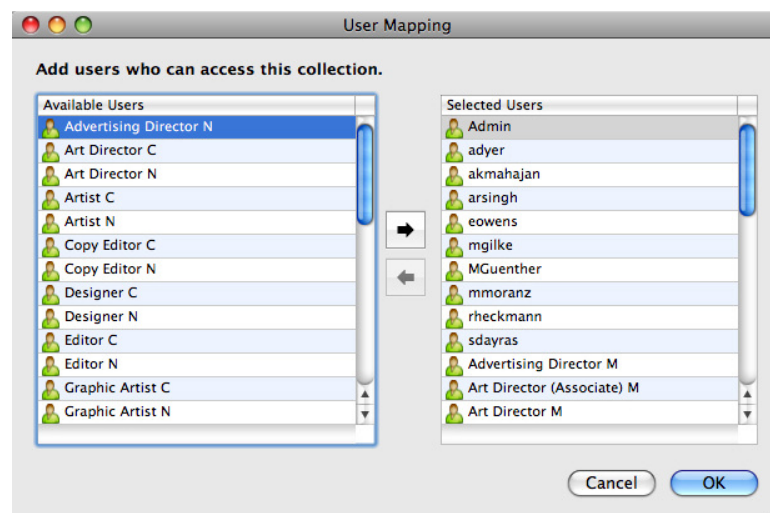 User Mapping
Add users who can access this collection.
Available Users
Advertising Director N
Art Director C
Art Director N
Artist C
Artist N
Copy Editor C
Copy Editor N
Designer C
Designer N
Editor C
Editor N
Graphic Artist C
Graphic Artist N
Selected Users
Admin
adyer
akmahajan
arsingh
eowens
mgilke
MGuenther
mmoranz
rheckmann
sdayras
Advertising Director M
Art Director (Associate) M
Art Director M
Cancel
OK